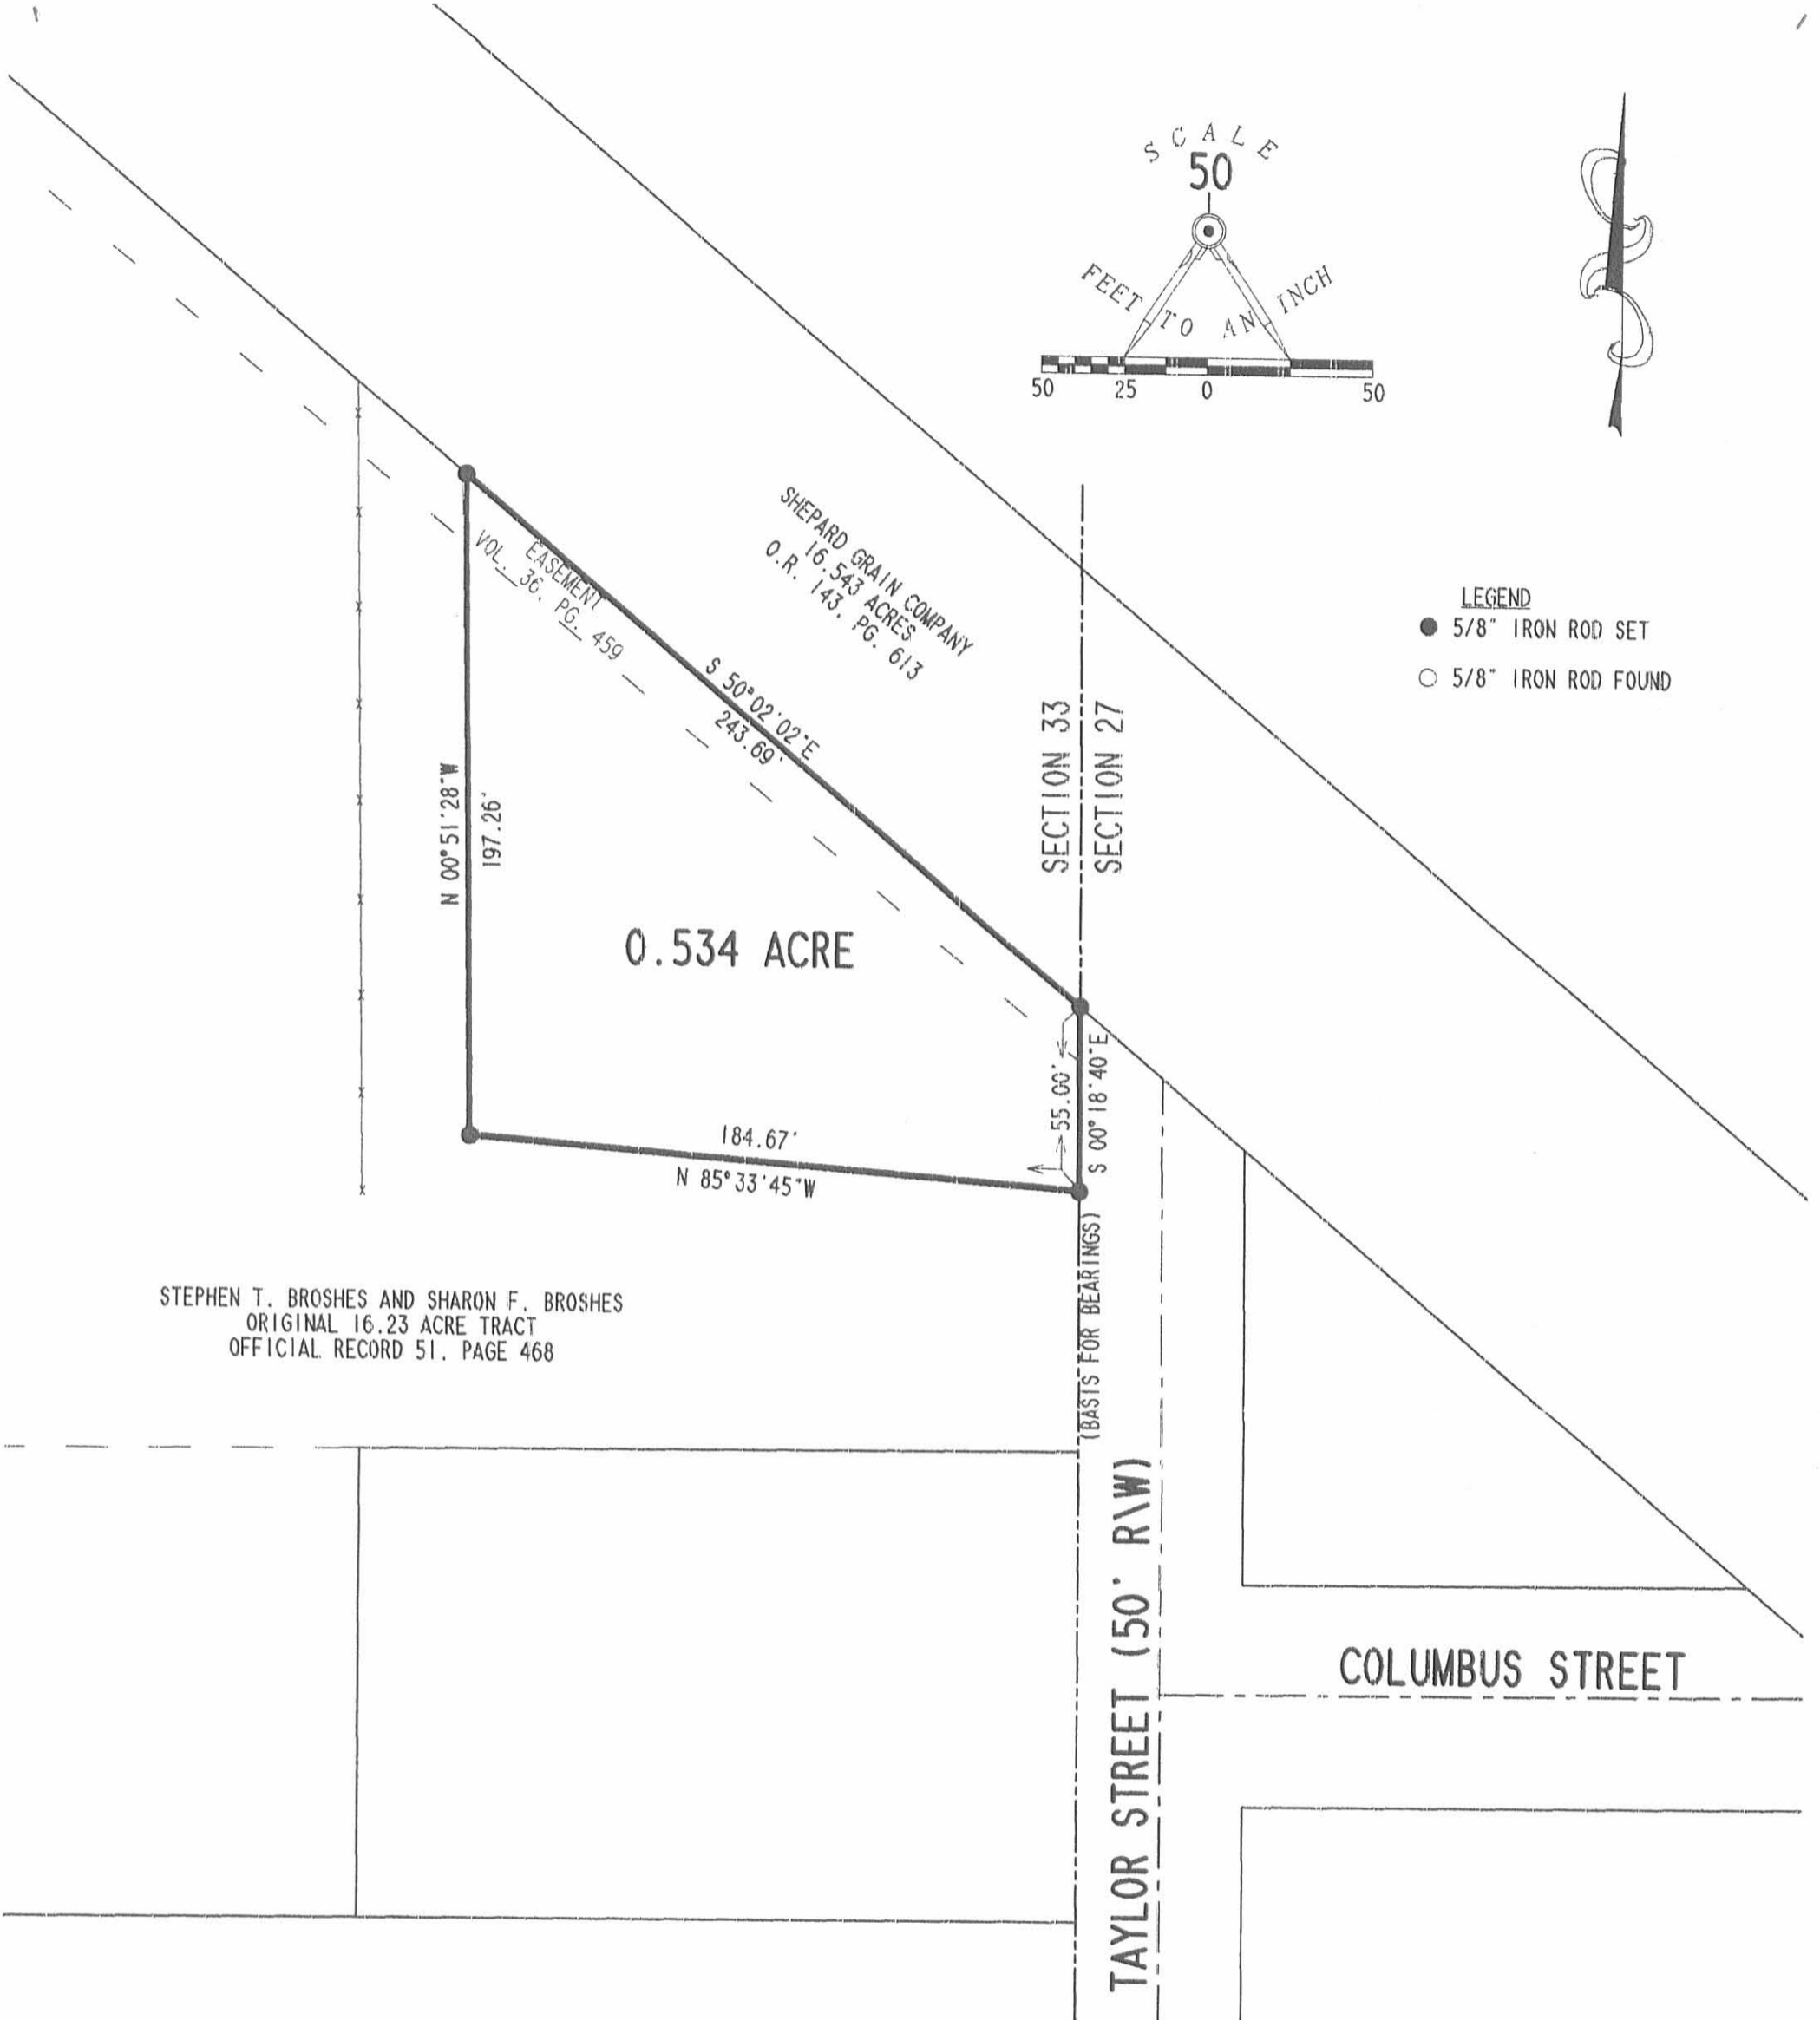 SCALE
50
FEET TO AN INCH
50 25 0 50
LEGEND
5/8" IRON ROD SET
5/8" IRON ROD FOUND
SHEPARD GRAIN COMPANY
16.543 ACRES
O.R. 143. PG. 613
EASEMENT
VOL. 36. PG. 459
S 50°02'02"E
243.69'
SECTION 33
SECTION 27
N 00°51'28"W
197.26'
0.534 ACRE
55.00'
S 00°18'40"E
184.67'
N 85°33'45"W
(BASIS FOR BEARINGS)
STEPHEN T. BROSHES AND SHARON F. BROSHES
ORIGINAL 16.23 ACRE TRACT
OFFICIAL RECORD 51. PAGE 468
TAYLOR STREET (50' R\W)
COLUMBUS STREET